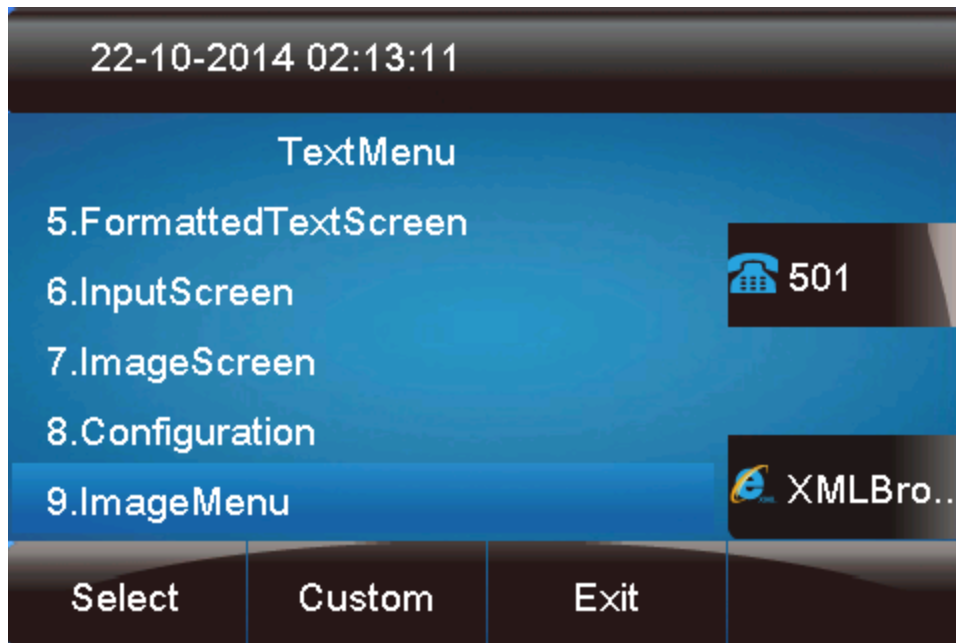 22-10-2014 02:13:11
TextMenu
5.FormattedTextScreen
6.InputScreen
7.ImageScreen
8.Configuration
9.ImageMenu
501
XMLBro..
Select Custom Exit